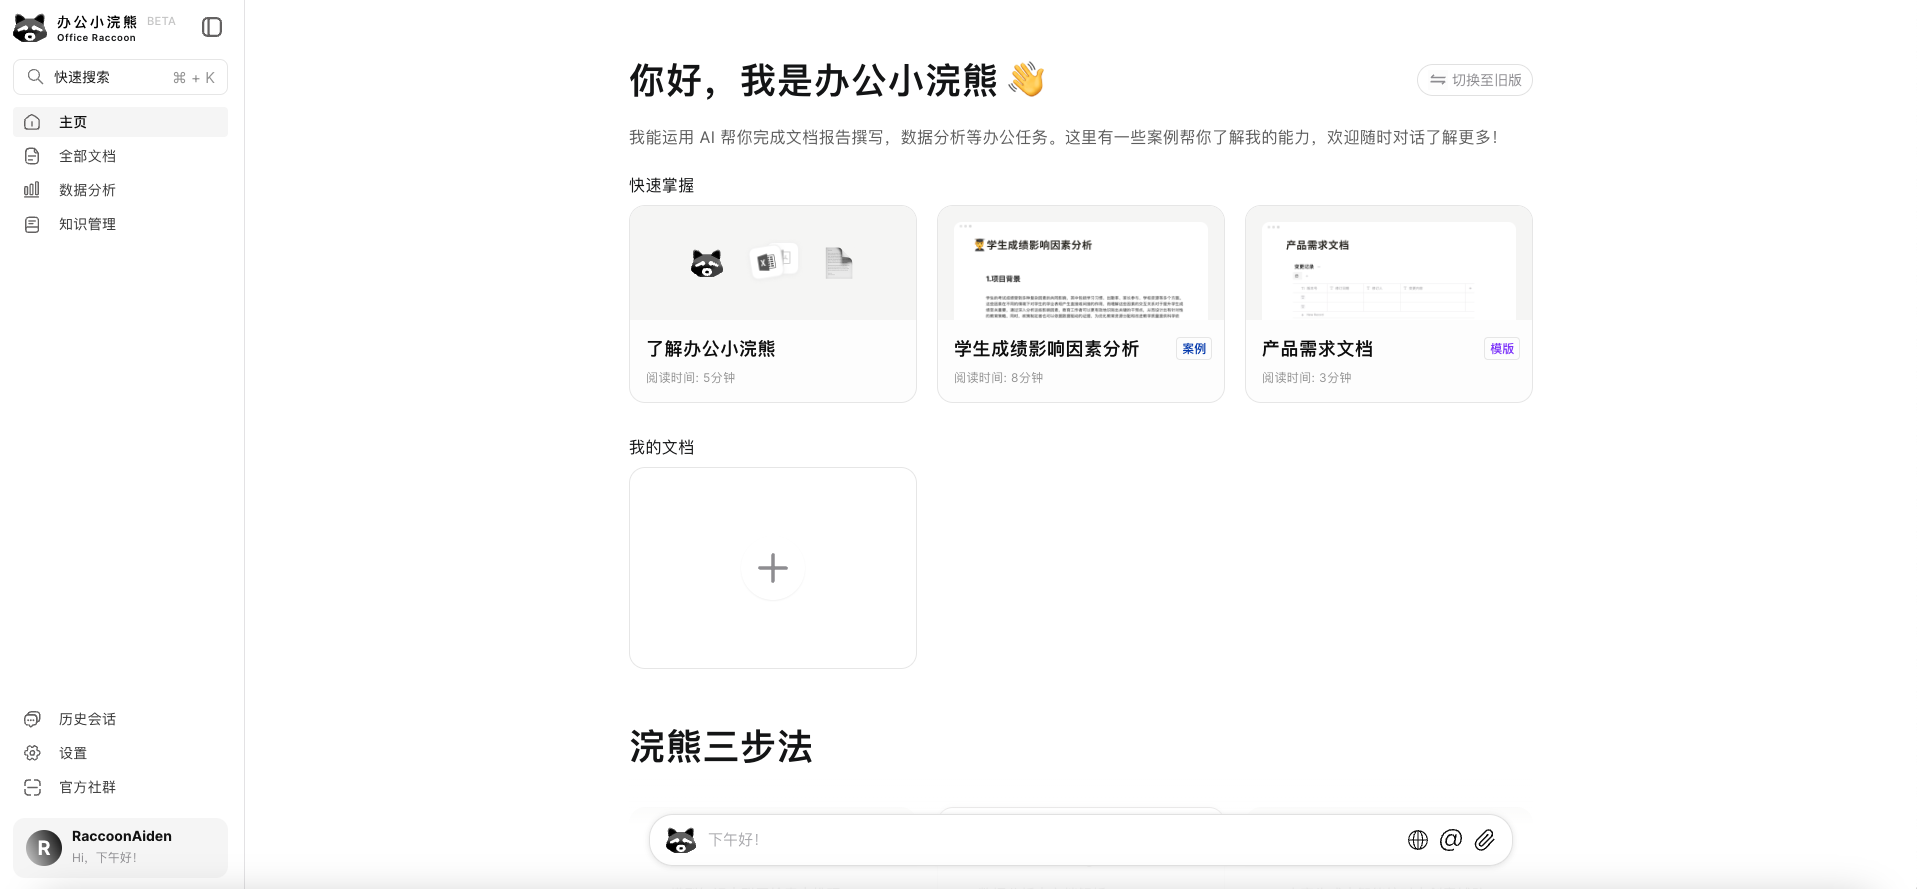 办公小浣熊 BETA
Office Raccoon
快速搜索 ⌘ + K
主页
全部文档
数据分析
知识管理
历史会话
设置
官方社群
R
RaccoonAiden
Hi，下午好！
你好，我是办公小浣熊 👋
切换至旧版
我能运用 AI 帮你完成文档报告撰写，数据分析等办公任务。这里有一些案例帮你了解我的能力，欢迎随时对话了解更多！
快速掌握
了解办公小浣熊
阅读时间: 5分钟
学生成绩影响因素分析
1.项目背景
学生成绩影响因素分析 案例
阅读时间: 8分钟
产品需求文档
变更记录
产品需求文档 模版
阅读时间: 3分钟
我的文档
浣熊三步法
下午好！